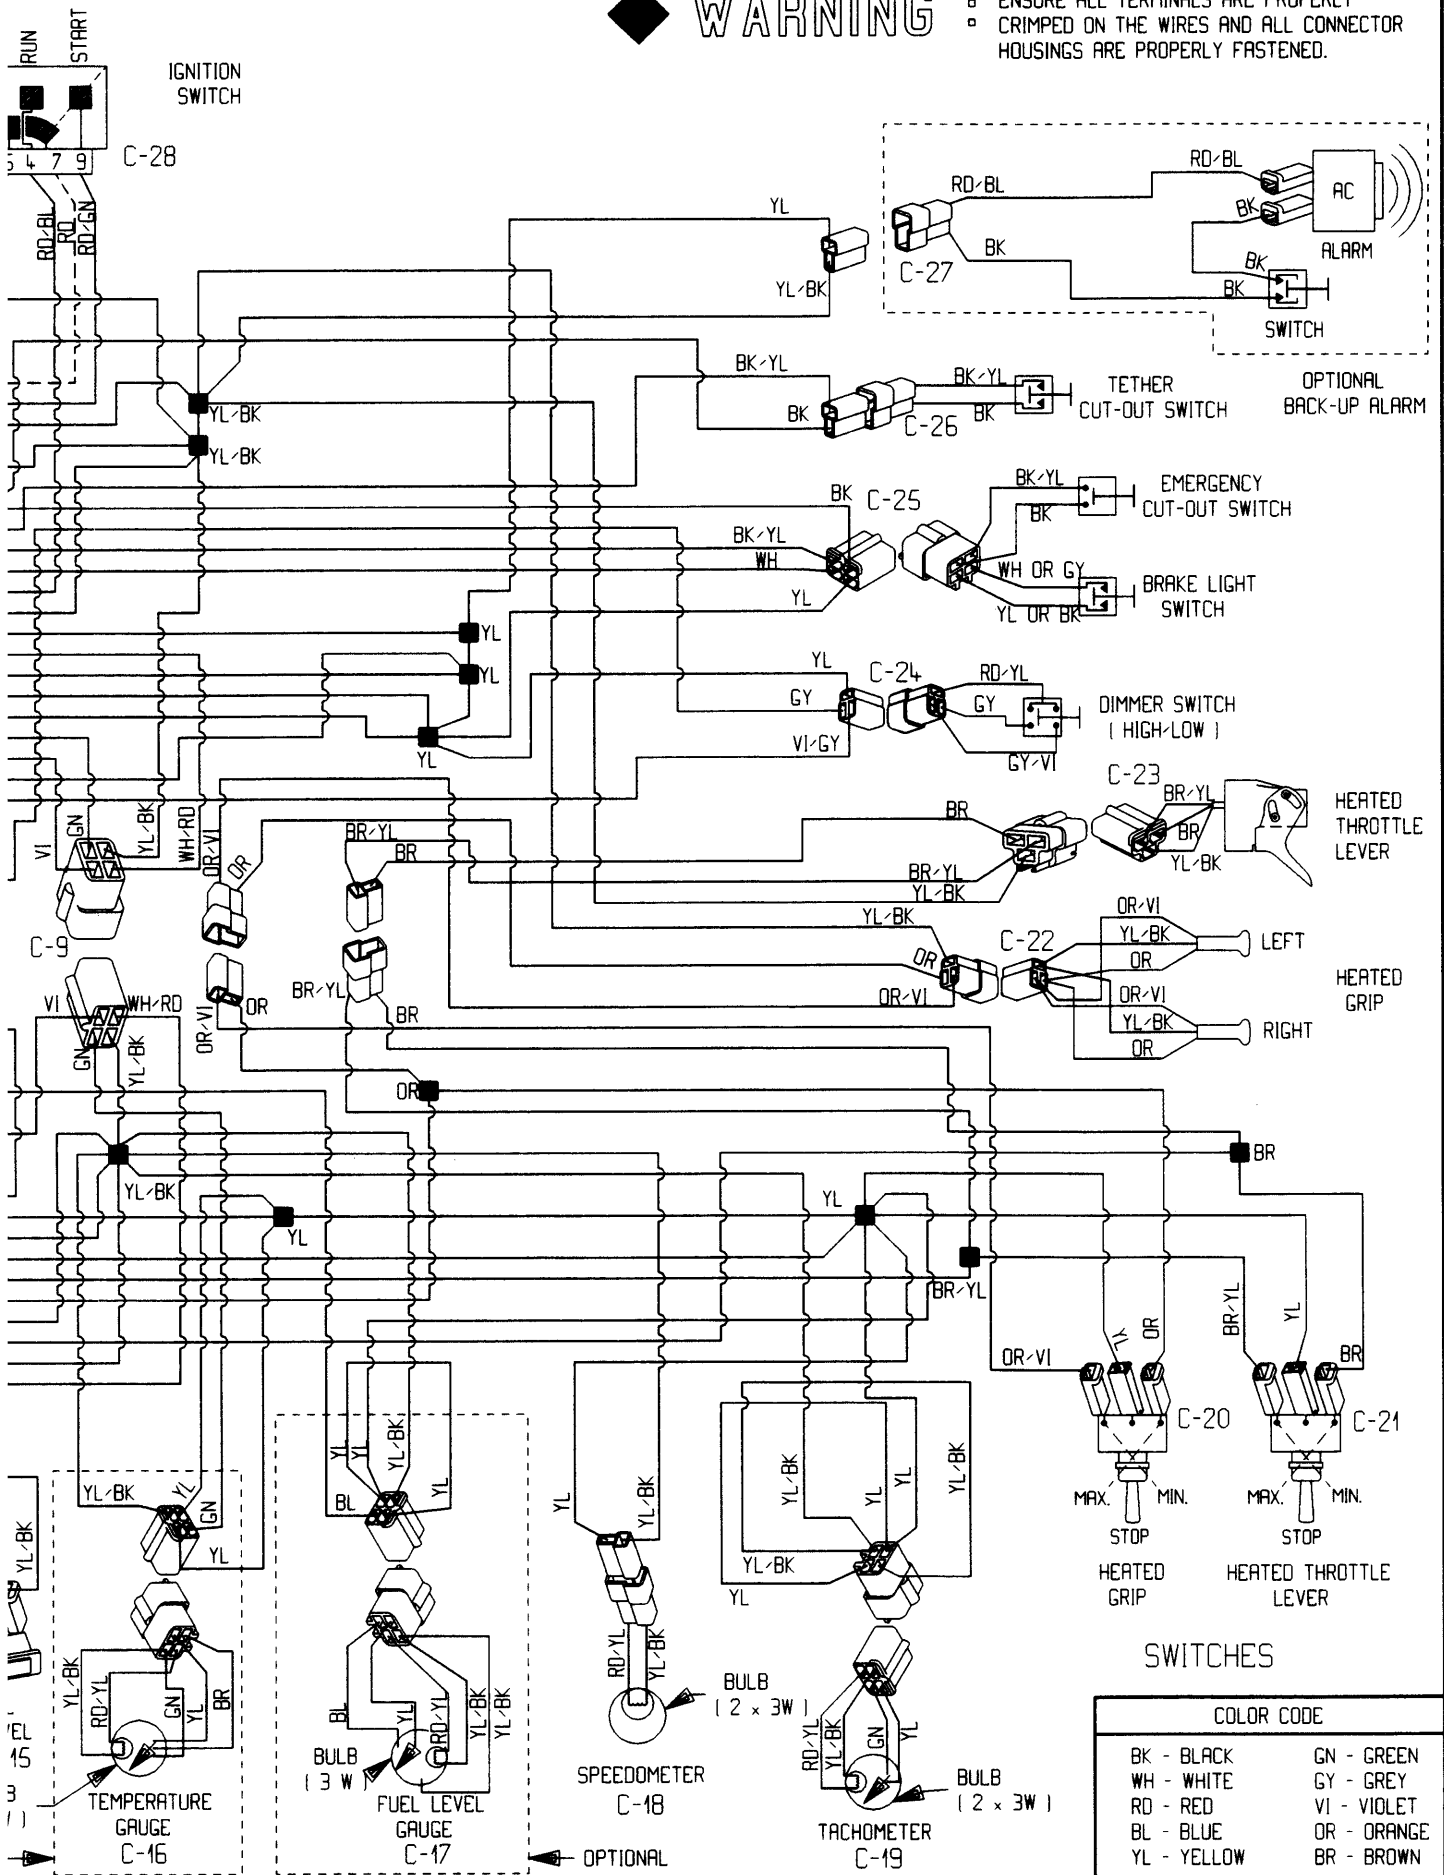 WARNING
CRIMPED ON THE WIRES AND ALL CONNECTOR
HOUSINGS ARE PROPERLY FASTENED.
RUN
START
IGNITION
SWITCH
4 7 9
C-28
RD/BL
RD
RD/GN
YL
YL/BK
C-27
RD/BL
BK
RD/BL
BK
AC
ALARM
BK
BK
SWITCH
OPTIONAL
BACK-UP ALARM
YL/BK
YL/BK
BK/YL
BK
C-26
BK/YL
BK
TETHER
CUT-OUT SWITCH
BK
C-25
BK/YL
WH
YL
BK/YL
BK
EMERGENCY
CUT-OUT SWITCH
WH OR GY
YL OR BK
BRAKE LIGHT
SWITCH
YL
YL
YL
YL
GY
VI/GY
C-24
RD/YL
GY
GY/VI
DIMMER SWITCH
( HIGH/LOW )
C-23
BR/YL
BR
YL/BK
HEATED
THROTTLE
LEVER
VI
GN
YL/BK
WH/RD
OR/VI
OR
BR/YL
BR
BR
BR/YL
YL/BK
YL/BK
OR
OR/VI
C-22
OR/VI
YL/BK
OR
LEFT
HEATED
GRIP
OR/VI
YL/BK
OR
RIGHT
C-9
VI
WH/RD
GN
YL/BK
OR/VI
OR
BR/YL
BR
OR
BR
YL/BK
YL
YL
BR/YL
OR/VI
YL
OR
BR/YL
YL
BR
C-20
C-21
MAX.
MIN.
STOP
MAX.
MIN.
STOP
HEATED
GRIP
HEATED THROTTLE
LEVER
SWITCHES
YL/BK
YL/BK
YL
GN
YL
YL
YL
YL/BK
BL
YL
YL
YL/BK
YL/BK
YL
YL
YL/BK
YL/BK
YL
YL/BK
RD/YL
GN
YL
BR
TEMPERATURE
GAUGE
C-16
BL
YL
RD/YL
YL/BK
YL/BK
BULB
( 3 W )
FUEL LEVEL
GAUGE
C-17
OPTIONAL
RD/YL
YL/BK
BULB
( 2 x 3W )
SPEEDOMETER
C-18
RD/YL
YL/BK
GN
YL
BULB
( 2 x 3W )
TACHOMETER
C-19
COLOR CODE
BK - BLACK GN - GREEN
WH - WHITE GY - GREY
RD - RED VI - VIOLET
BL - BLUE OR - ORANGE
YL - YELLOW BR - BROWN